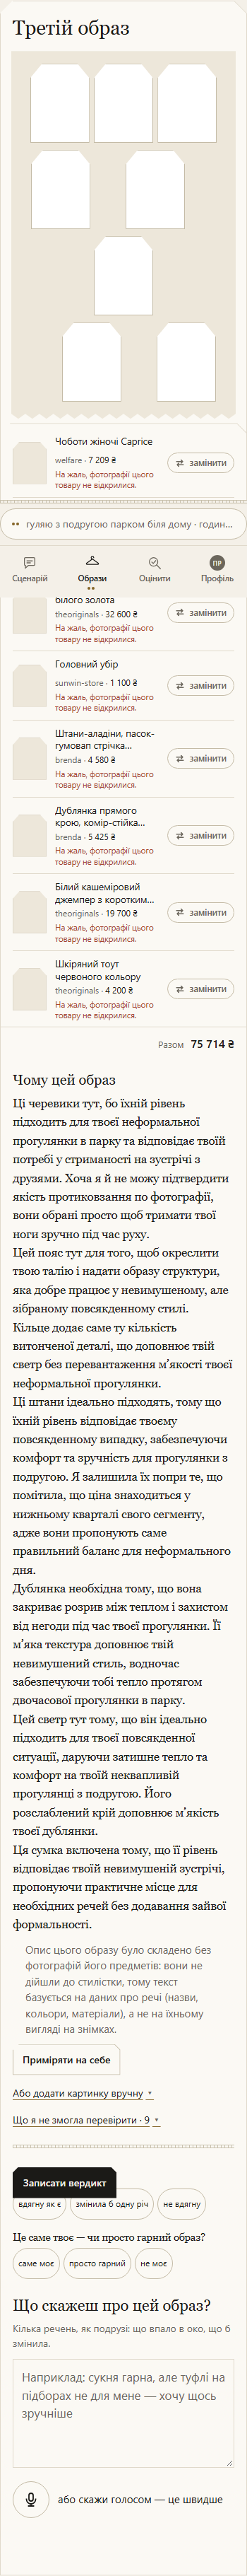 Третій образ
Чоботи жіночі Caprice
welfare · 7 209 ₴
На жаль, фотографії цього
товару не відкрилися.
замінити
гуляю з подругою парком біля дому · годин...
Сценарій
Образи
Оцінити
ПР
Профіль
білого золота
theoriginals · 32 600 ₴
На жаль, фотографії цього
товару не відкрилися.
замінити
Головний убір
sunwin-store · 1 100 ₴
На жаль, фотографії цього
товару не відкрилися.
замінити
Штани-аладіни, пасок-
гумовап стрічка...
brenda · 4 580 ₴
На жаль, фотографії цього
товару не відкрилися.
замінити
Дублянка прямого
крою, комір-стійка...
brenda · 5 425 ₴
На жаль, фотографії цього
товару не відкрилися.
замінити
Білий кашеміровий
джемпер з коротким...
theoriginals · 19 700 ₴
На жаль, фотографії цього
товару не відкрилися.
замінити
Шкіряний тоут
червоного кольору
theoriginals · 4 200 ₴
На жаль, фотографії цього
товару не відкрилися.
замінити
Разом 75 714 ₴
Чому цей образ
Ці черевики тут, бо їхній рівень
підходить для твоєї неформальної
прогулянки в парку та відповідає твоїй
потребі у стриманості на зустрічі з
друзями. Хоча я й не можу підтвердити
якість протиковзання по фотографії,
вони обрані просто щоб тримати твої
ноги зручно під час руху.
Цей пояс тут для того, щоб окреслити
твою талію і надати образу структури,
яка добре працює у невимушеному, але
зібраному повсякденному стилі.
Кільце додає саме ту кількість
витонченої деталі, що доповнює твій
светр без перевантаження м’якості твоєї
неформальної прогулянки.
Ці штани ідеально підходять, тому що
їхній рівень відповідає твоєму
повсякденному випадку, забезпечуючи
комфорт та зручність для прогулянки з
подругою. Я залишила їх попри те, що
помітила, що ціна знаходиться у
нижньому кварталі свого сегменту,
адже вони пропонують саме
правильний баланс для неформального
дня.
Дублянка необхідна тому, що вона
закриває розрив між теплом і захистом
від негоди під час твоєї прогулянки. Її
м’яка текстура доповнює твій
невимушений стиль, водночас
забезпечуючи тобі тепло протягом
двочасової прогулянки в парку.
Цей светр тут тому, що він ідеально
підходить для твоєї повсякденної
ситуації, даруючи затишне тепло та
комфорт на твоїй неквапливій
прогулянці з подругою. Його
розслаблений крій доповнює м’якість
твоєї дублянки.
Ця сумка включена тому, що її рівень
відповідає твоїй невимушеній зустрічі,
пропонуючи практичне місце для
необхідних речей без додавання зайвої
формальності.
Опис цього образу було складено без
фотографій його предметів: вони не
дійшли до стилістки, тому текст
базується на даних про речі (назви,
кольори, матеріали), а не на їхньому
вигляді на знімках.
Приміряти на себе
Або додати картинку вручну
Що я не змогла перевірити · 9
Записати вердикт
вдягну як є
змінила б одну річ
не вдягну
Це саме твоє — чи просто гарний образ?
саме моє
просто гарний
не моє
Що скажеш про цей образ?
Кілька речень, як подрузі: що впало в око, що б
змінила.
Наприклад: сукня гарна, але туфлі на
підборах не для мене — хочу щось
зручніше
або скажи голосом — це швидше